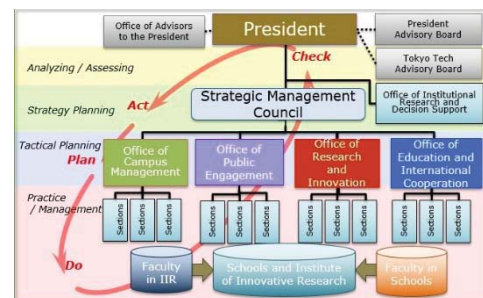 Office of Advisors
to the President
President
President
Advisory Board
Check
Tokyo Tech
Advisory Board
Analyzing / Assessing
Act
Strategy Planning
Strategic Management
Council
Office of Institutional
Research and
Decision Support
Tactical Planning
Plan
Office of
Campus
Management
Office of
Public
Engagement
Office of
Research
and
Innovation
Office of
Education and
International
Cooperation
Practice
/ Management
Sections
Sections
Sections
Sections
Sections
Sections
Sections
Sections
Sections
Sections
Sections
Sections
Do
Faculty
in IIR
Schools and Institute
of Innovative Research
Faculty in
Schools